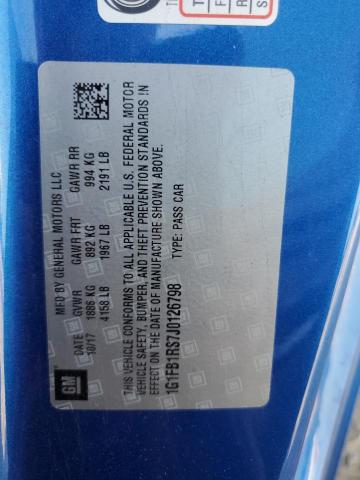 MFD BY GENERAL MOTORS LLC
DATE GVWR GAWR FRT GAWR RR
10/17 1886 KG 892 KG 994 KG
4158 LB 1967 LB 2191 LB
THIS VEHICLE CONFORMS TO ALL APPLICABLE U.S. FEDERAL MOTOR
VEHICLE SAFETY, BUMPER, AND THEFT PREVENTION STANDARDS IN
EFFECT ON THE DATE OF MANUFACTURE SHOWN ABOVE.
1G1FB1RS7J0126798 TYPE: PASS CAR
GM